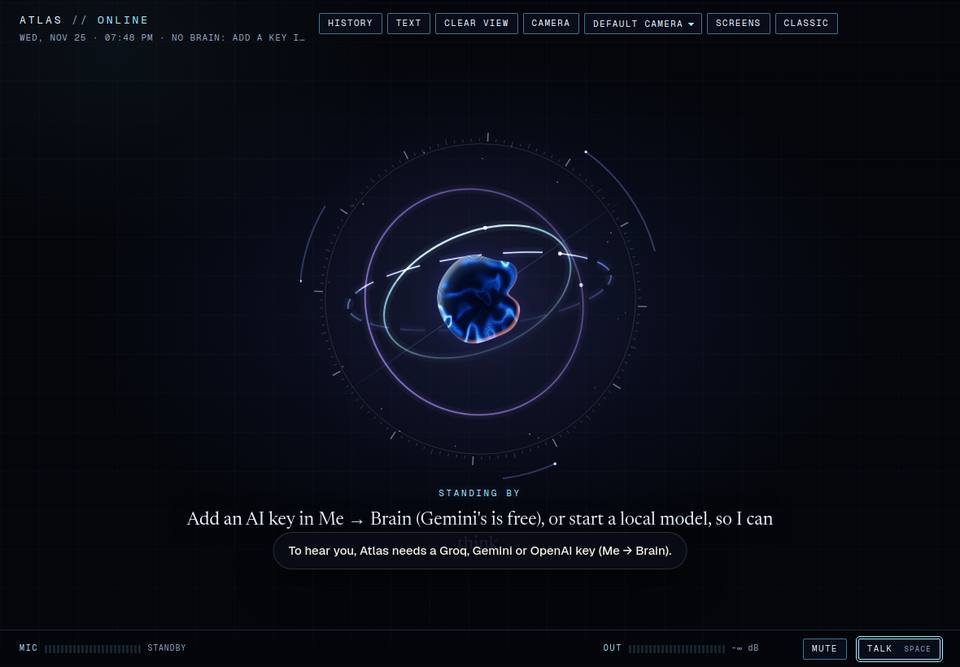 ATLAS // ONLINE
WED, NOV 25 · 07:48 PM · NO BRAIN: ADD A KEY I…
HISTORY
TEXT
CLEAR VIEW
CAMERA
DEFAULT CAMERA
SCREENS
CLASSIC
STANDING BY
Add an AI key in Me → Brain (Gemini's is free), or start a local model, so I can
think.
To hear you, Atlas needs a Groq, Gemini or OpenAI key (Me → Brain).
MIC
STANDBY
OUT
-∞ dB
MUTE
TALK SPACE